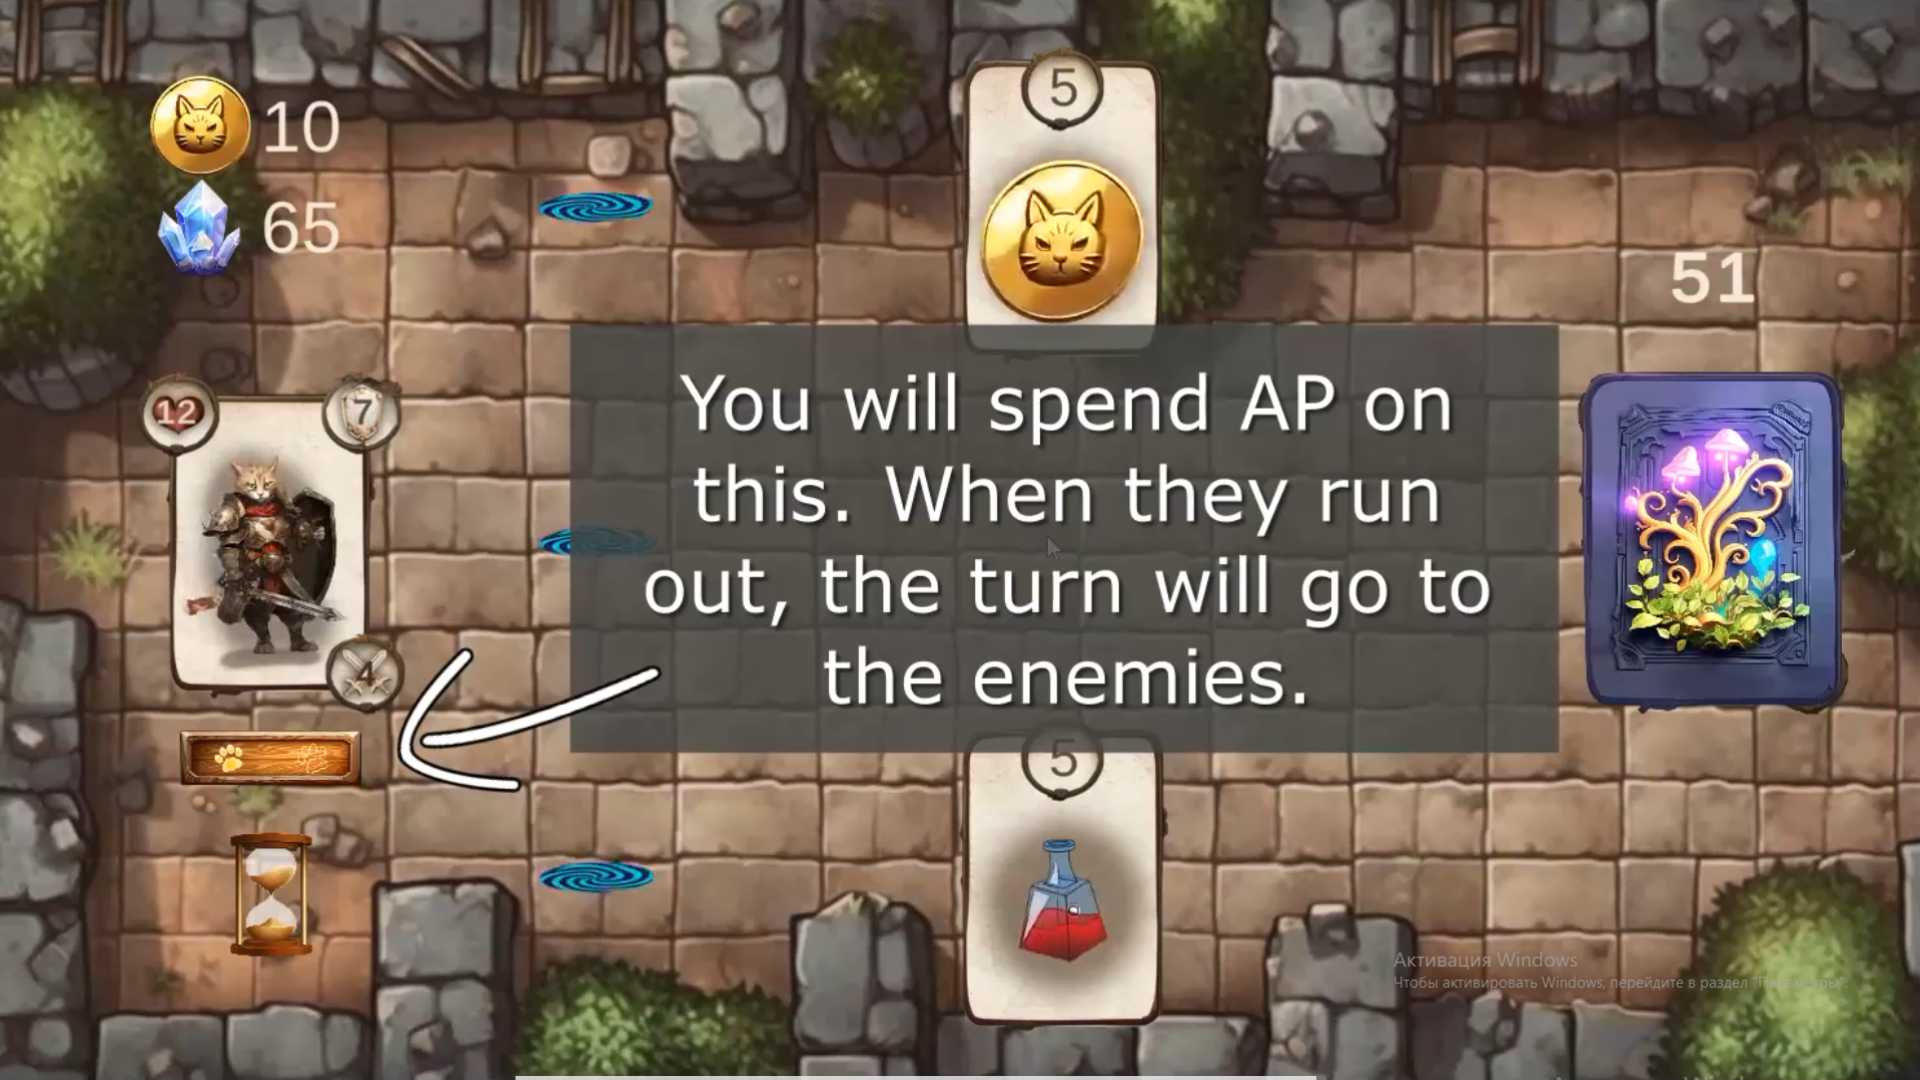 5
10
65
51
12
7
You will spend AP on
this. When they run
out, the turn will go to
the enemies.
4
5
Активация Windows
Чтобы активировать Windows, перейдите в раздел